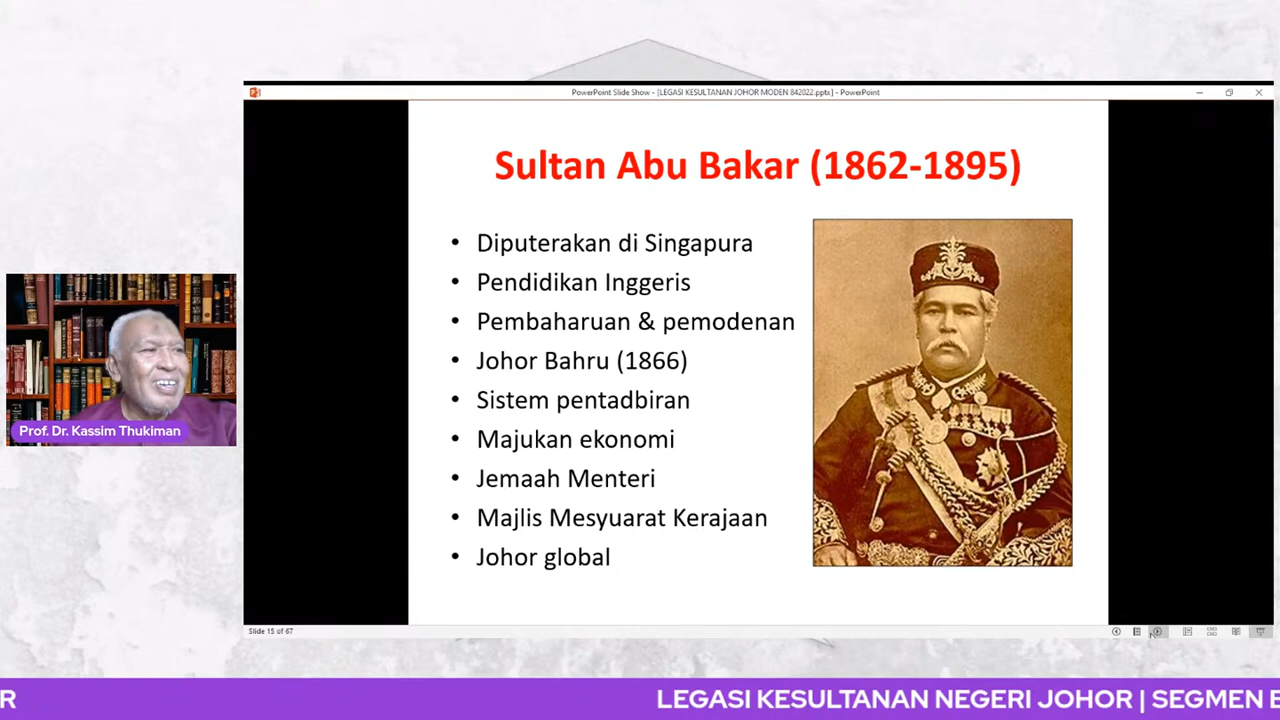 PowerPoint Slide Show - [LEGASI KESULTANAN JOHOR MODEN 842022.pptx] - PowerPoint
Sultan Abu Bakar (1862-1895)
• Diputerakan di Singapura
• Pendidikan Inggeris
• Pembaharuan & pemodenan
• Johor Bahru (1866)
• Sistem pentadbiran
• Majukan ekonomi
• Jemaah Menteri
• Majlis Mesyuarat Kerajaan
• Johor global
Prof. Dr. Kassim Thukiman
Slide 15 of 67
R
LEGASI KESULTANAN NEGERI JOHOR | SEGMEN